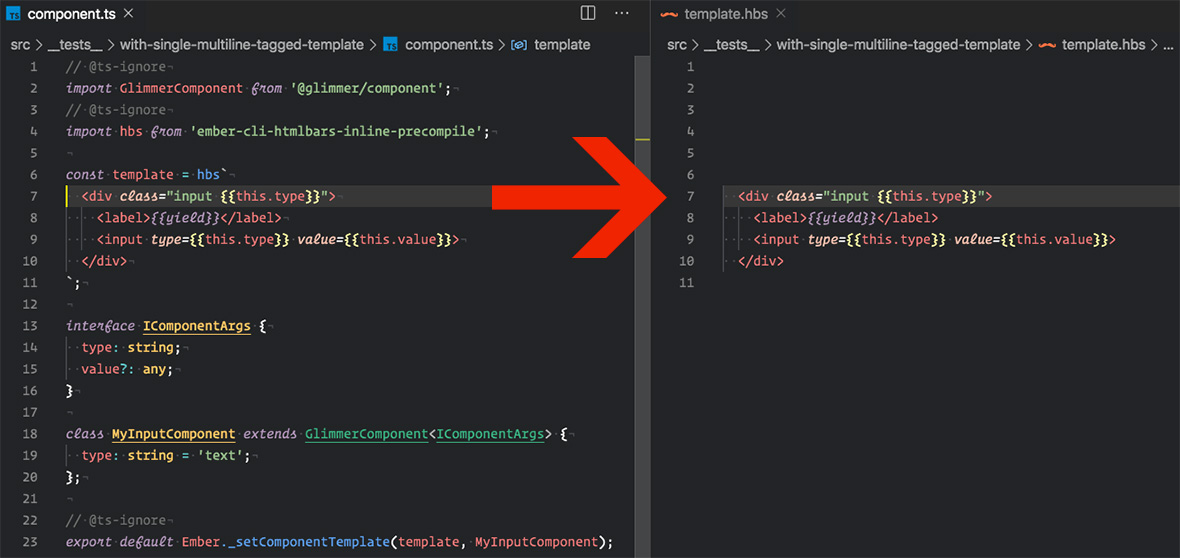 TS component.ts
src > __tests__ > with-single-multiline-tagged-template > TS component.ts > template
1 // @ts-ignore
2 import GlimmerComponent from '@glimmer/component';
3 // @ts-ignore
4 import hbs from 'ember-cli-htmlbars-inline-precompile';
5
6 const template = hbs`
7   <div class="input {{this.type}}">
8     <label>{{yield}}</label>
9     <input type={{this.type}} value={{this.value}}>
10   </div>
11 `;
12
13 interface IComponentArgs {
14   type: string;
15   value?: any;
16 }
17
18 class MyInputComponent extends GlimmerComponent<IComponentArgs> {
19   type: string = 'text';
20 };
21
22 // @ts-ignore
23 export default Ember._setComponentTemplate(template, MyInputComponent);
template.hbs
src > __tests__ > with-single-multiline-tagged-template > template.hbs > ...
1
2
3
4
5
6
7   <div class="input {{this.type}}">
8     <label>{{yield}}</label>
9     <input type={{this.type}} value={{this.value}}>
10   </div>
11